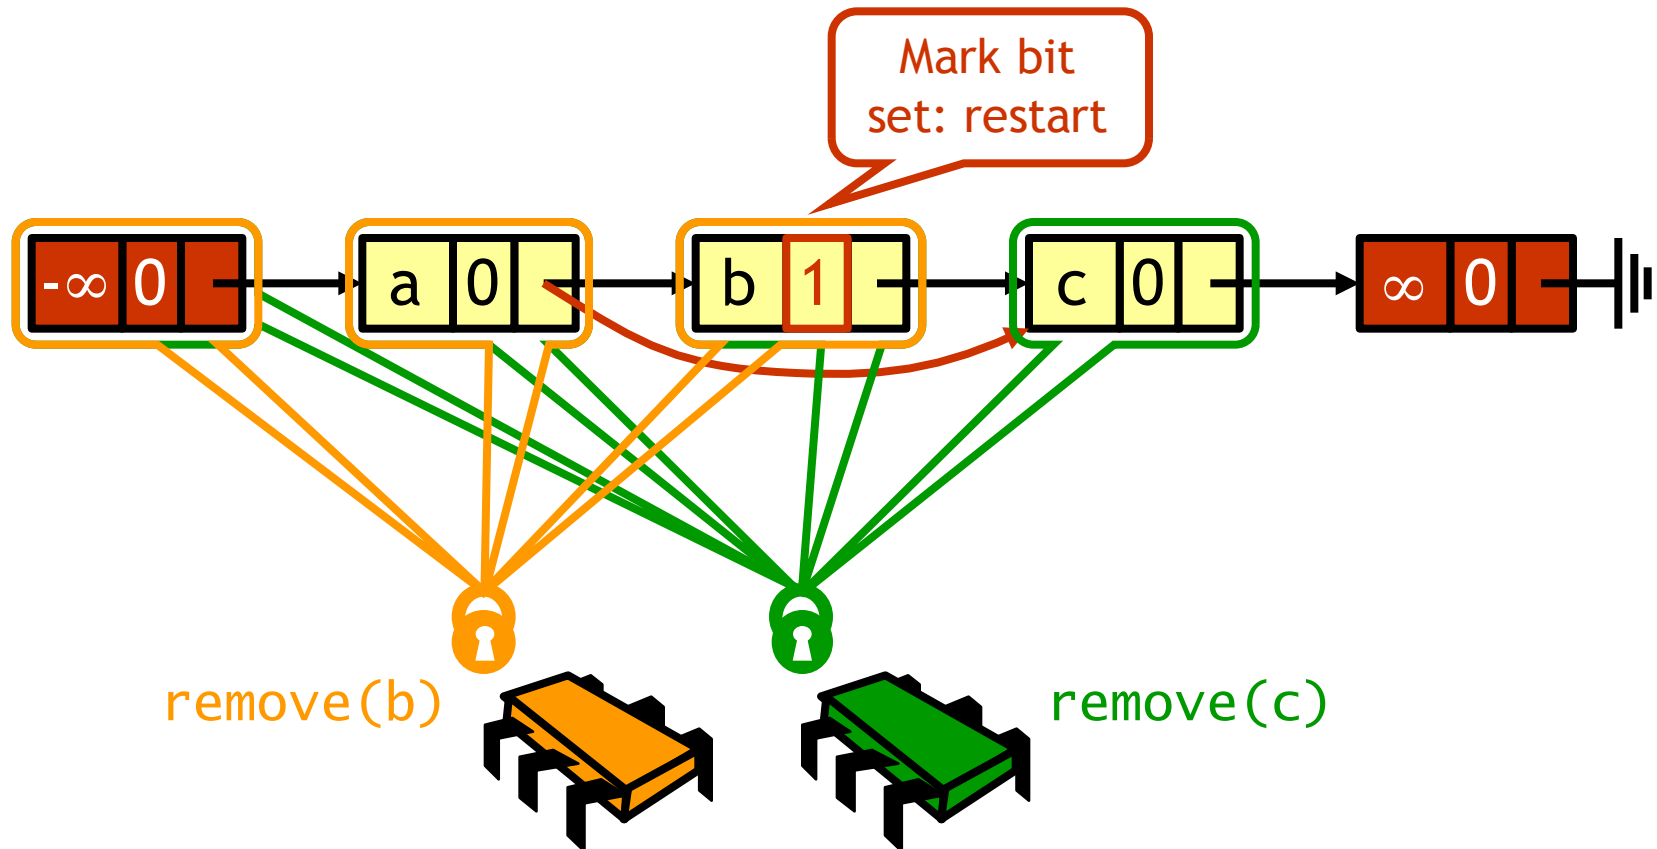 Mark bit
set: restart
-∞ 0 a 0 b 1 c 0 ∞ 0
remove(b) remove(c)